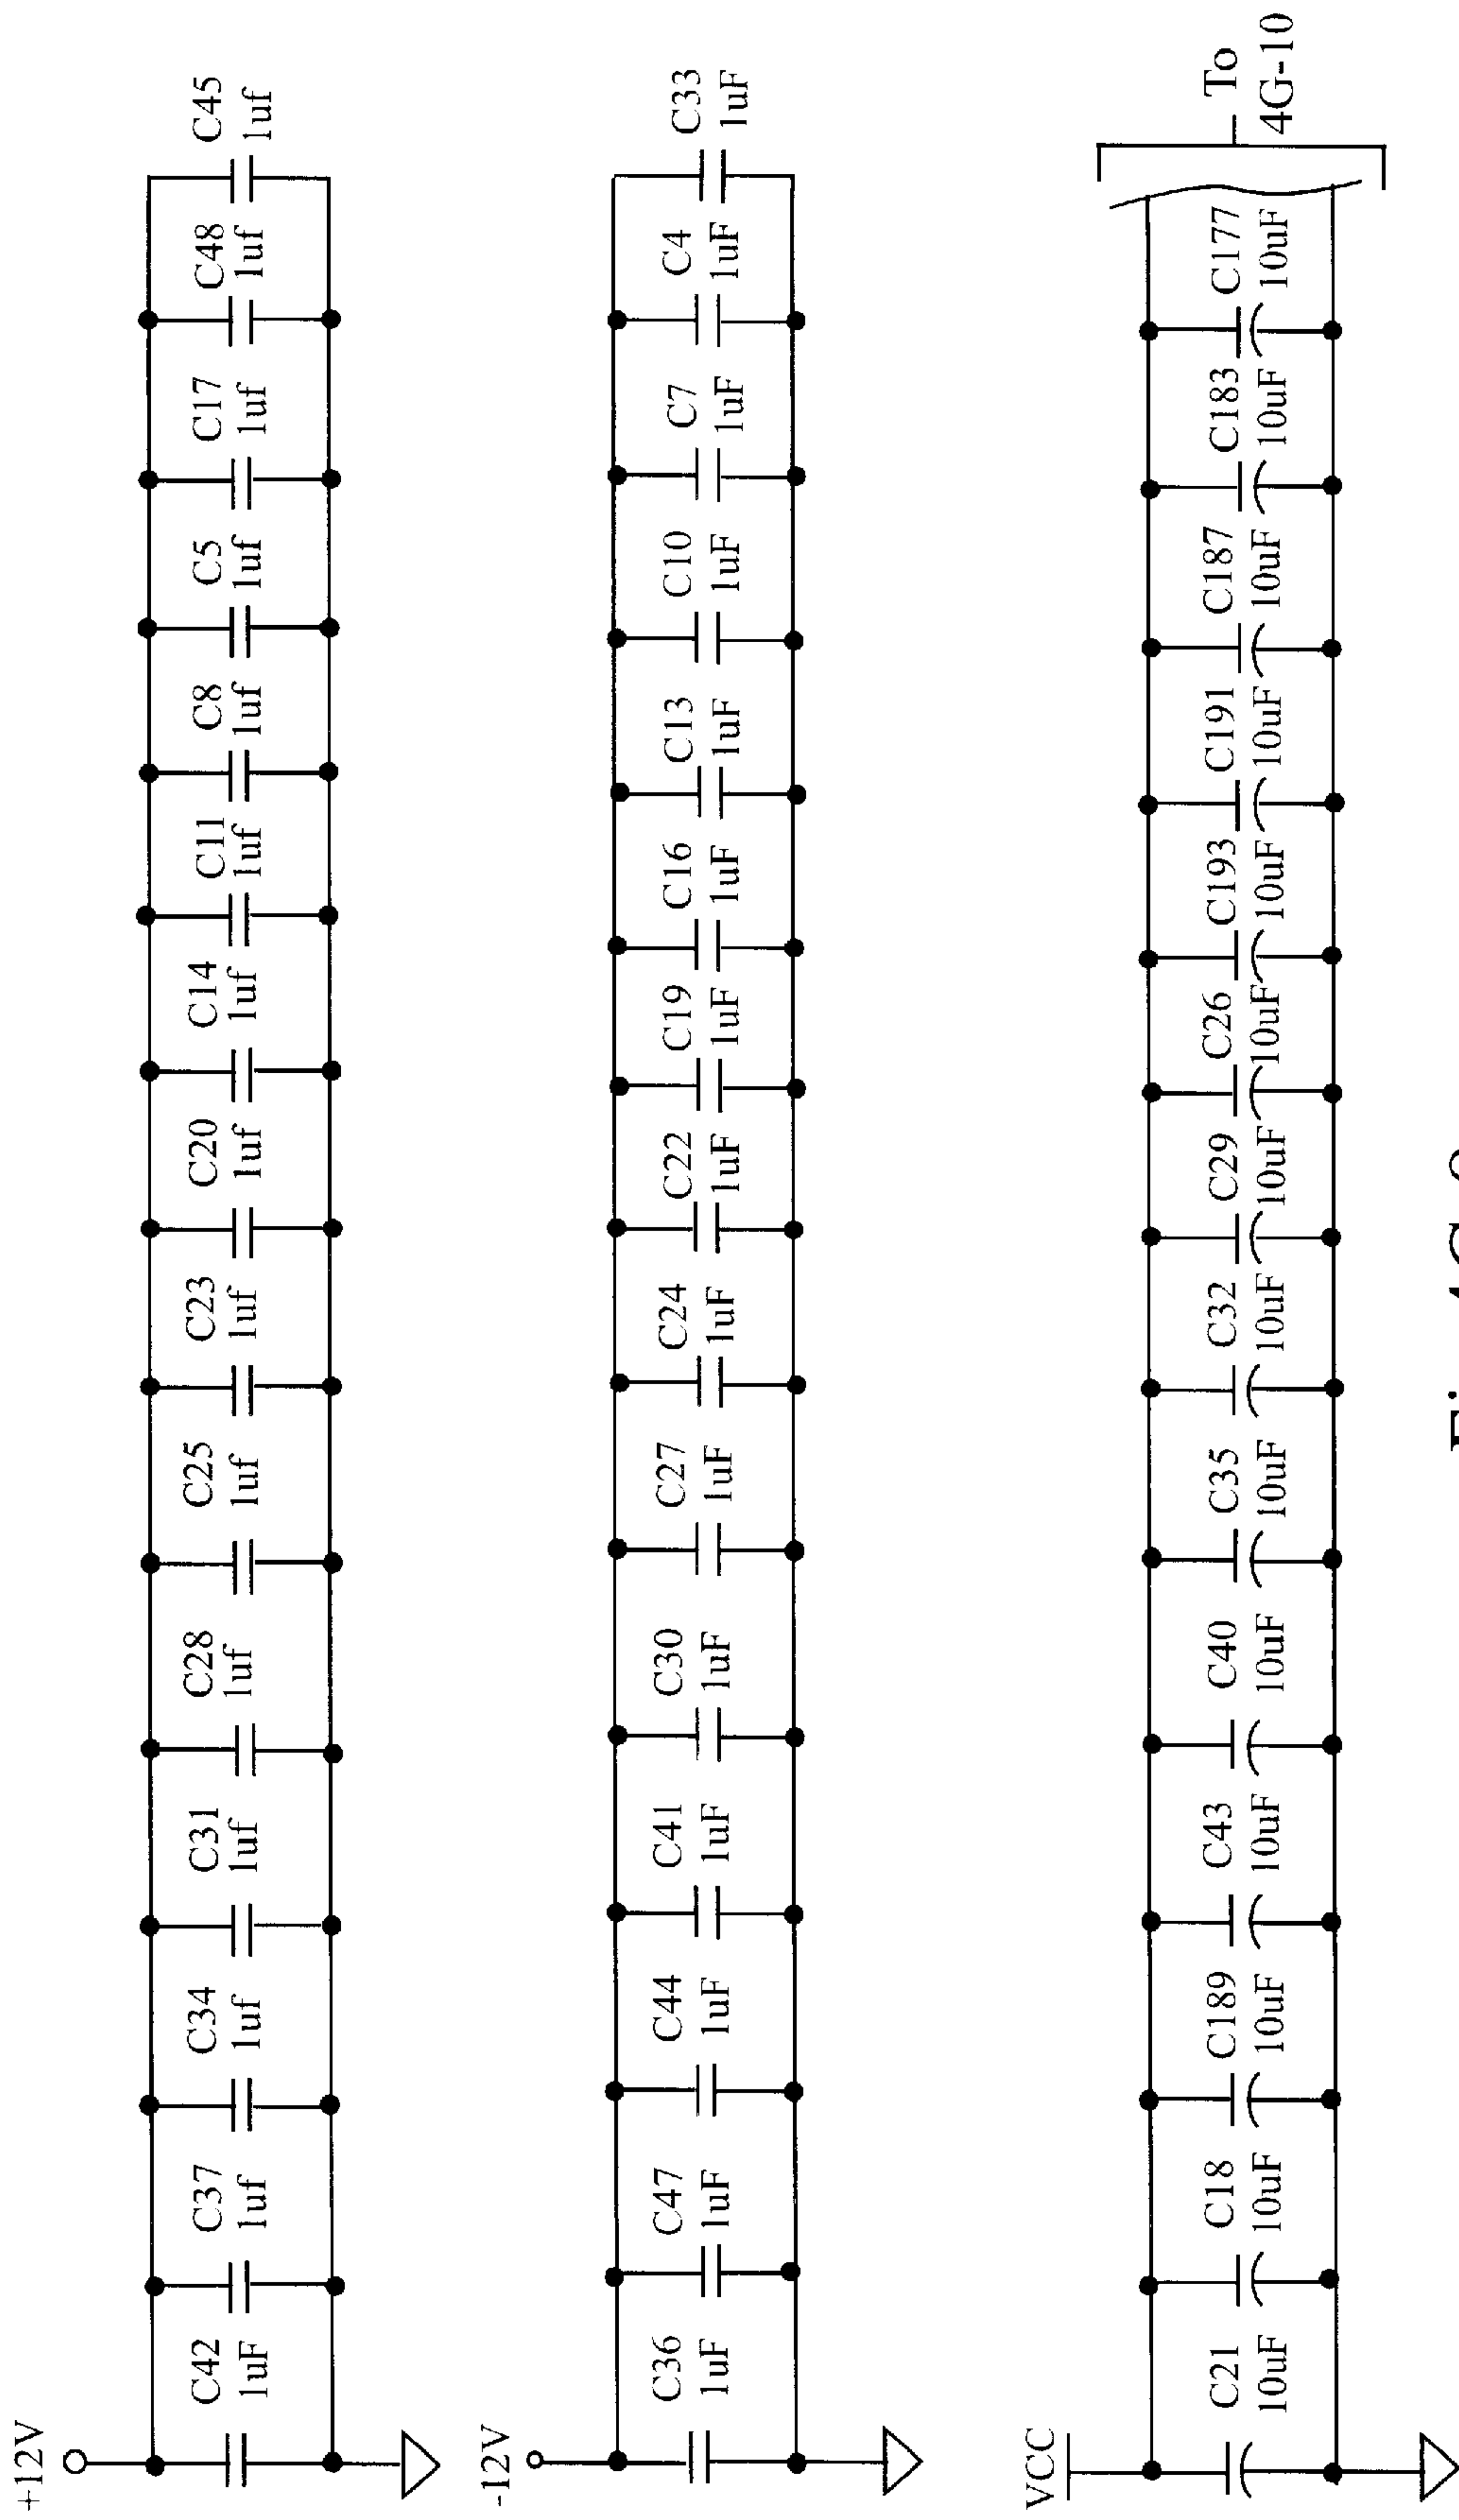 +12V
C42
1uF
C37
1uf
C34
1uf
C31
1uf
C28
1uf
C25
1uf
C23
1uf
C20
1uf
C14
1uf
C11
1uf
C8
1uf
C5
1uf
C17
1uf
C48
1uf
C45
1uf
-12V
C36
1uF
C47
1uF
C44
1uF
C41
1uF
C30
1uF
C27
1uF
C24
1uF
C22
1uF
C19
1uF
C16
1uF
C13
1uF
C10
1uF
C7
1uF
C4
1uF
C33
1uF
VCC
C21
10uF
C18
10uF
C189
10uF
C43
10uF
C40
10uF
C35
10uF
C32
10uF
C29
10uF
C26
10uF
C193
10uF
C191
10uF
C187
10uF
C183
10uF
C177
10uF
To
4G-10